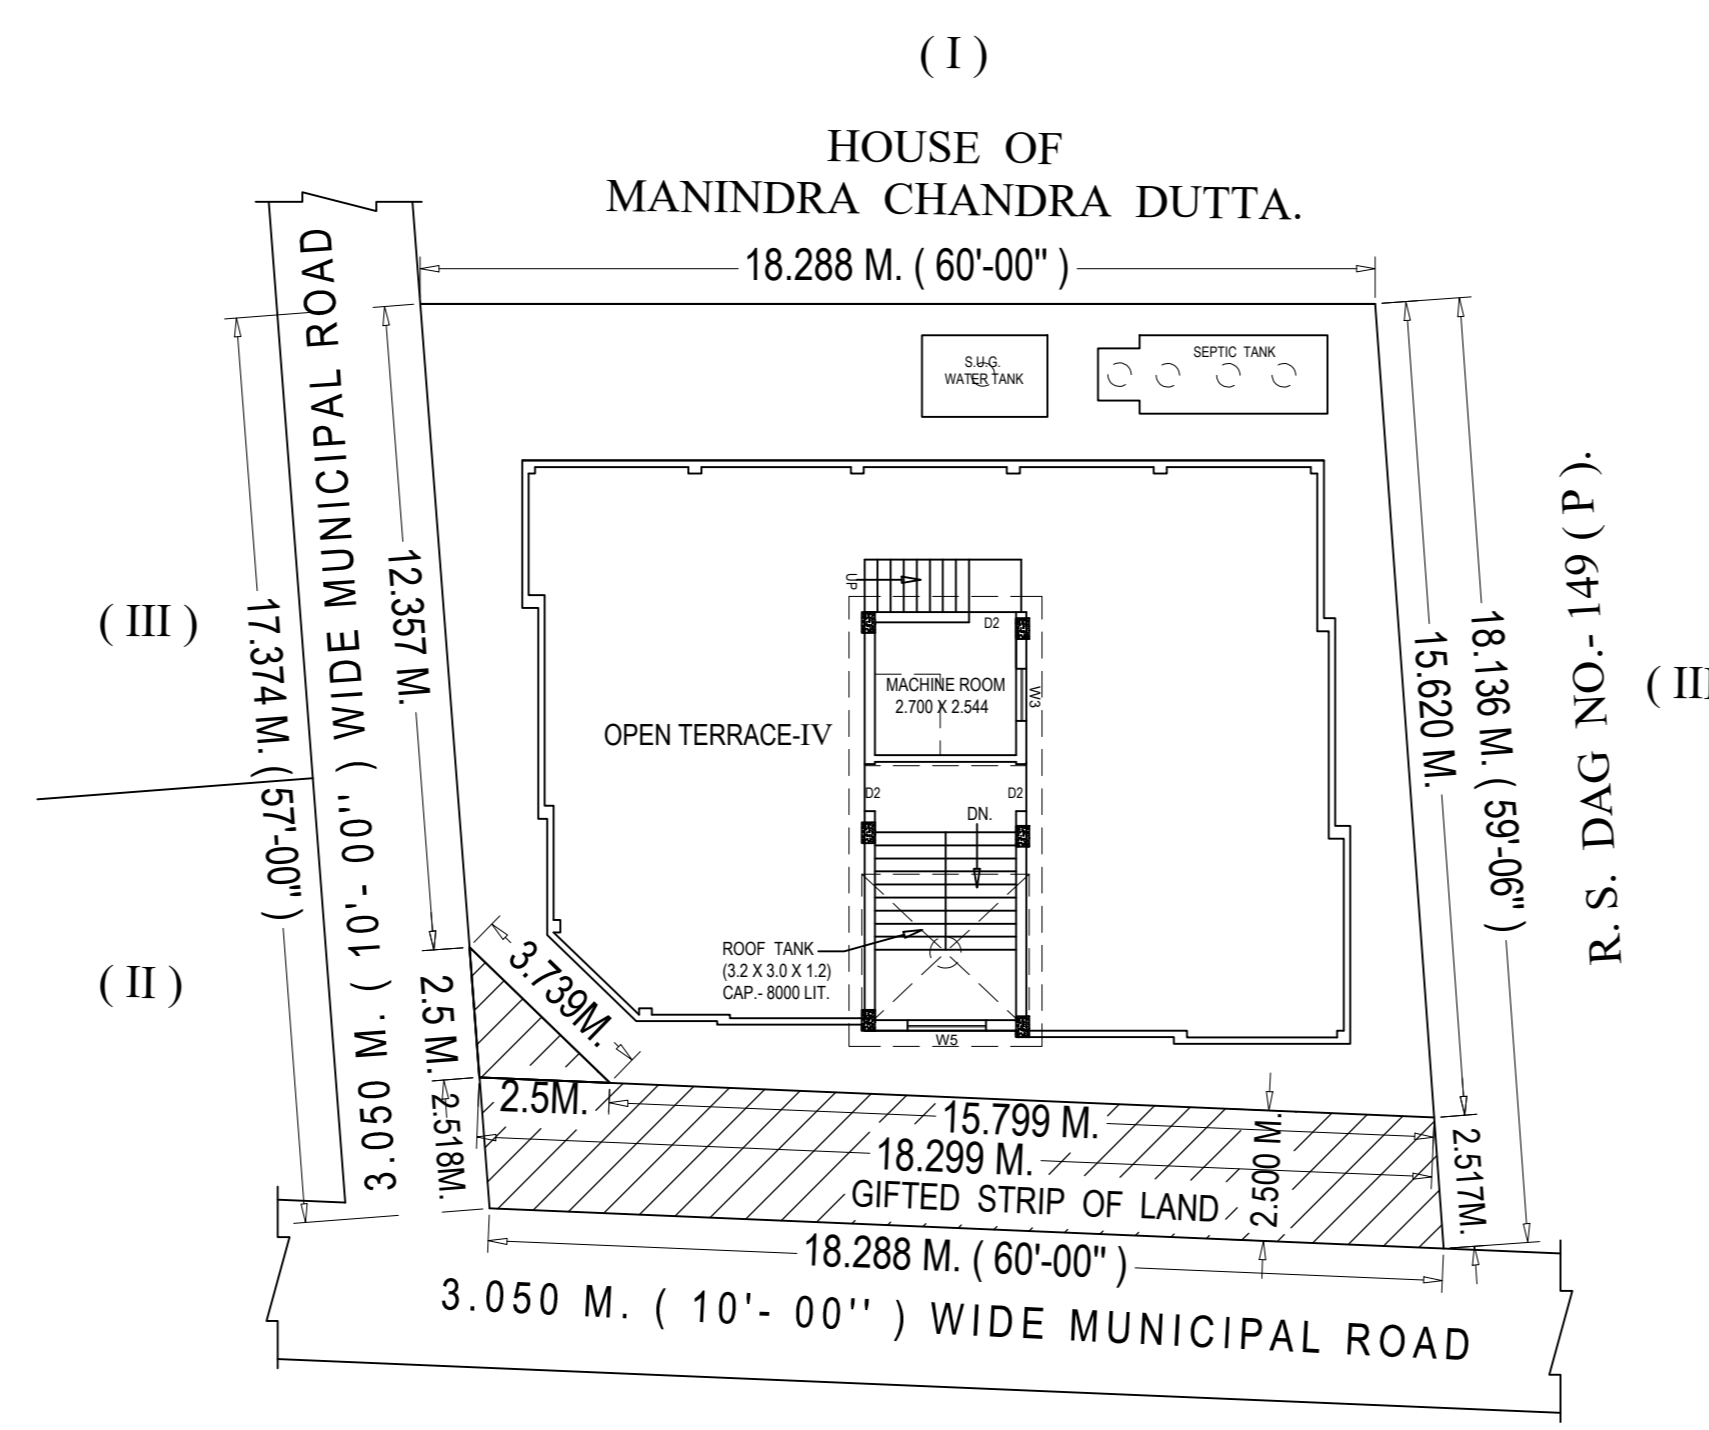 ( I )
HOUSE OF
MANINDRA CHANDRA DUTTA.
18.288 M. ( 60'-00" )
3.050 M. ( 10'- 00'' ) WIDE MUNICIPAL ROAD
17.374 M. ( 57'-00" )
12.357 M.
( III )
( II )
S.U.G.
WATER TANK
SEPTIC TANK
UP
D2
MACHINE ROOM
2.700 X 2.544
W3
OPEN TERRACE-IV
D2
D2
DN.
ROOF TANK
(3.2 X 3.0 X 1.2)
CAP.- 8000 LIT.
W5
15.620 M.
18.136 M. ( 59'-06" )
R. S. DAG NO.- 149 ( P ).
3.739M.
2.5 M.
2.518M.
2.5M.
15.799 M.
18.299 M.
GIFTED STRIP OF LAND
2.500 M.
2.517M.
18.288 M. ( 60'-00" )
3.050 M. ( 10'- 00'' ) WIDE MUNICIPAL ROAD